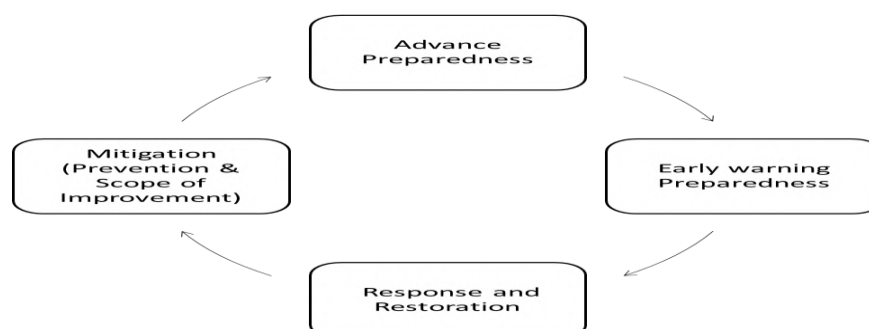 Advance
Preparedness
Mitigation
(Prevention &
Scope of
Improvement)
Early warning
Preparedness
Response and
Restoration